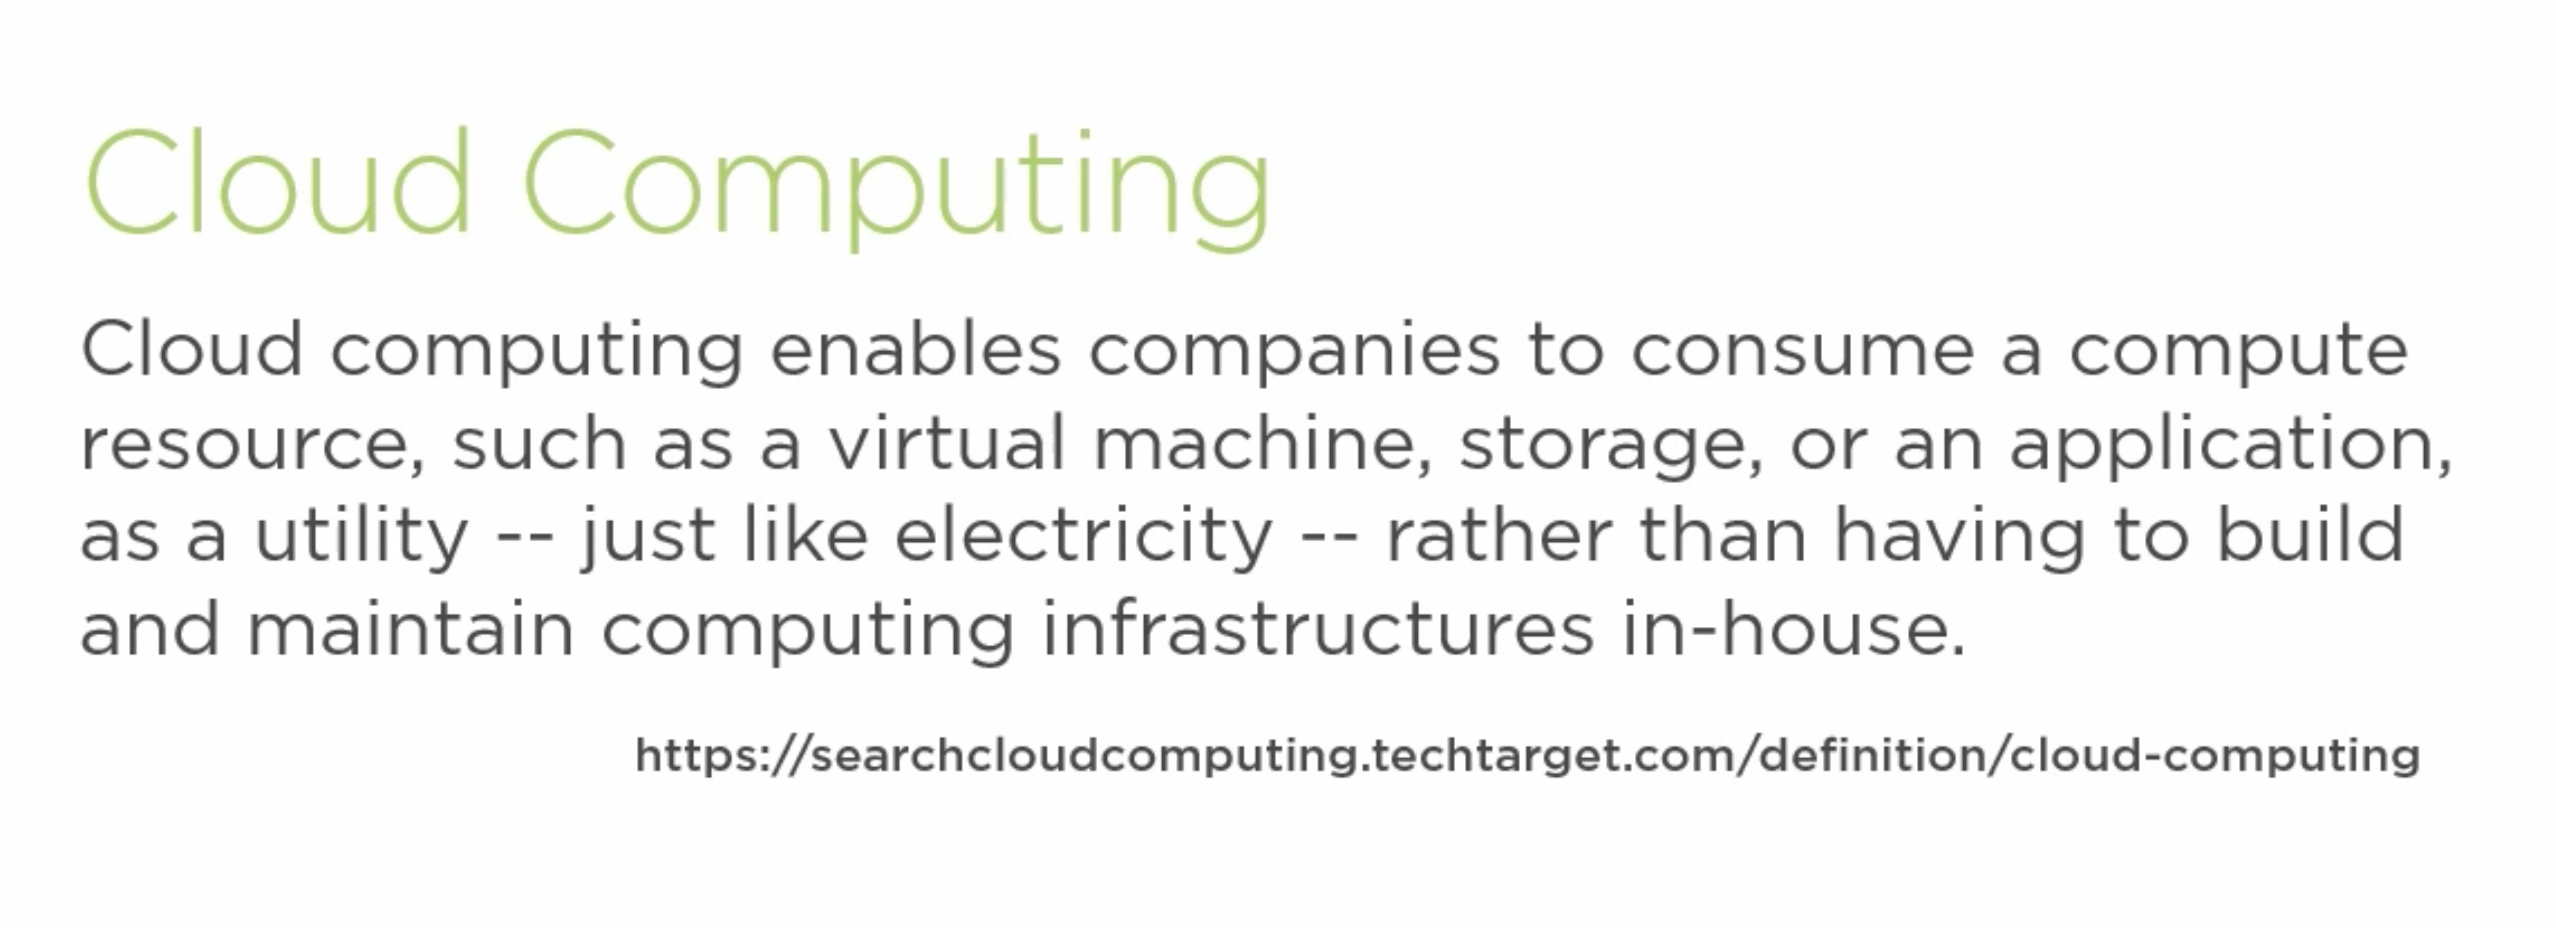 Cloud Computing
Cloud computing enables companies to consume a compute
resource, such as a virtual machine, storage, or an application,
as a utility -- just like electricity -- rather than having to build
and maintain computing infrastructures in-house.
https://searchcloudcomputing.techtarget.com/definition/cloud-computing